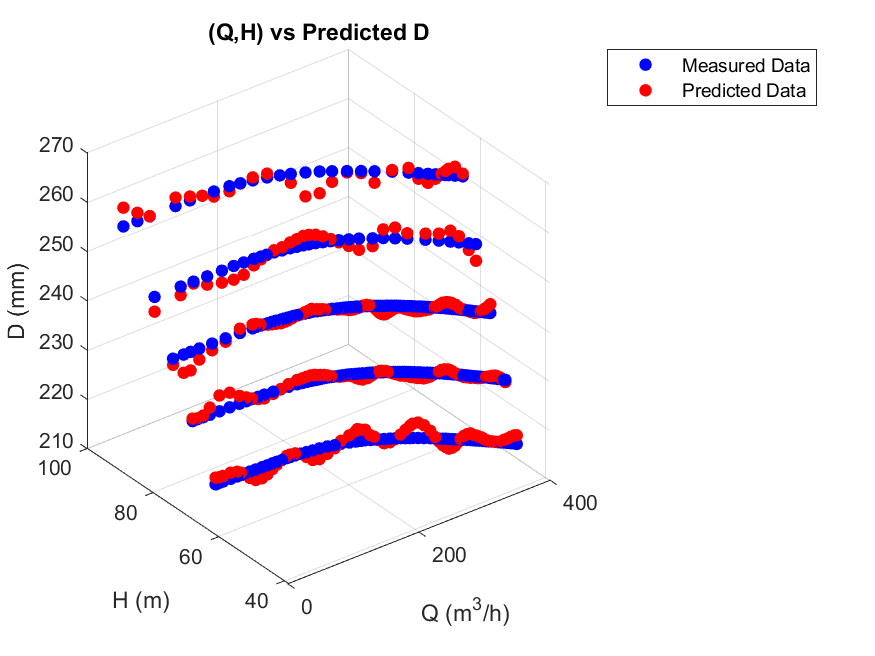 (Q,H) vs Predicted D
Measured Data
Predicted Data
270
260
250
240
230
220
210
D (mm)
100
80
60
40
H (m)
0
200
400
Q (m³/h)